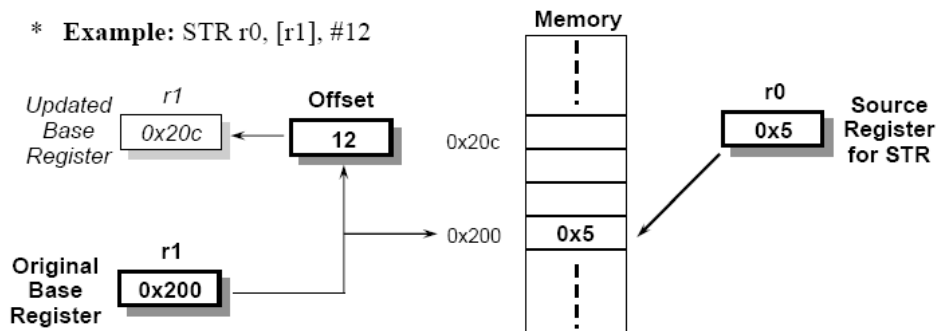 * Example: STR r0, [r1], #12
Memory
Updated
Base
Register
r1
0x20c
Offset
12
0x20c
r0
0x5
Source
Register
for STR
0x200
0x5
Original
Base
Register
r1
0x200